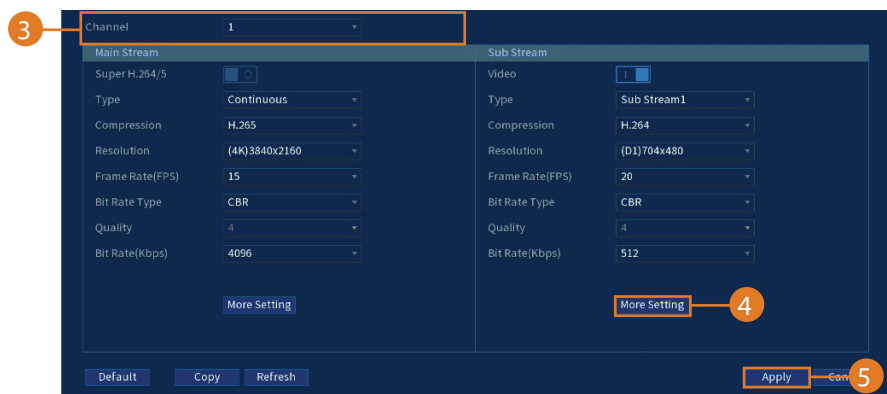 3
Channel 1
Main Stream Sub Stream
Super H.264/5 O Video I
Type Continuous Type Sub Stream1
Compression H.265 Compression H.264
Resolution (4K)3840x2160 Resolution (D1)704x480
Frame Rate(FPS) 15 Frame Rate(FPS) 20
Bit Rate Type CBR Bit Rate Type CBR
Quality 4 Quality 4
Bit Rate(Kbps) 4096 Bit Rate(Kbps) 512
More Setting More Setting 4
Default Copy Refresh Apply Can 5